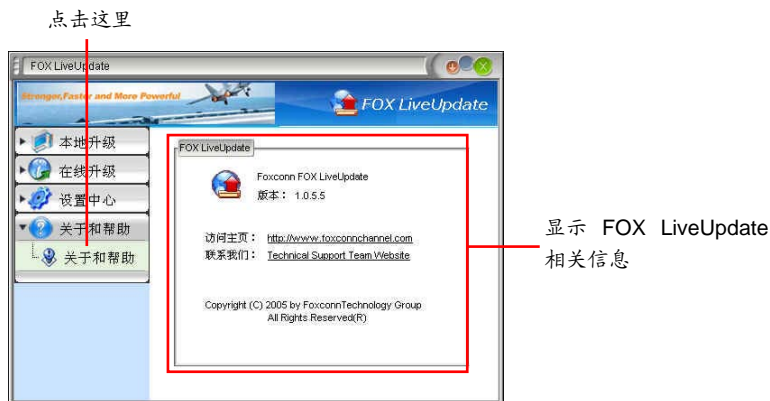 点击这里
FOX LiveUpdate
Stronger,Faster and More Powerful
FOX LiveUpdate
本地升级
在线升级
设置中心
关于和帮助
关于和帮助
FOX LiveUpdate
Foxconn FOX LiveUpdate
版本： 1.0.5.5
访问主页： http://www.foxconnchannel.com
联系我们： Technical Support Team Website
Copyright (C) 2005 by FoxconnTechnology Group
All Rights Reserved(R)
显示 FOX LiveUpdate
相关信息